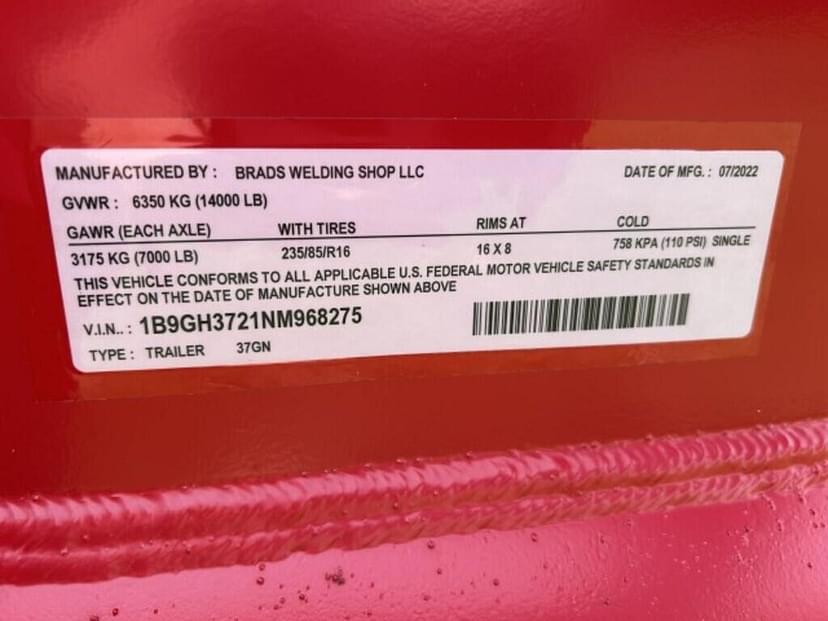 MANUFACTURED BY : BRADS WELDING SHOP LLC DATE OF MFG. : 07/2022
GVWR : 6350 KG (14000 LB)
GAWR (EACH AXLE) WITH TIRES RIMS AT COLD
3175 KG (7000 LB) 235/85/R16 16 X 8 758 KPA (110 PSI) SINGLE
THIS VEHICLE CONFORMS TO ALL APPLICABLE U.S. FEDERAL MOTOR VEHICLE SAFETY STANDARDS IN
EFFECT ON THE DATE OF MANUFACTURE SHOWN ABOVE
V.I.N.. : 1B9GH3721NM968275
TYPE : TRAILER 37GN